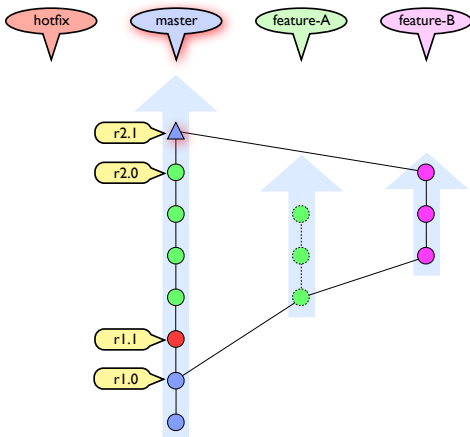 hotfix
master
feature-A
feature-B
r2.1
r2.0
r1.1
r1.0